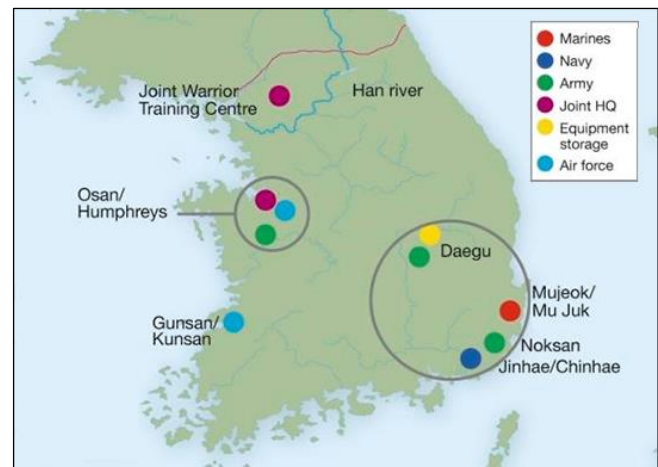 Marines
Navy
Army
Joint HQ
Equipment
storage
Air force
Joint Warrior
Training Centre
Han river
Osan/
Humphreys
Daegu
Mujeok/
Mu Juk
Gunsan/
Kunsan
Noksan
Jinhae/Chinhae